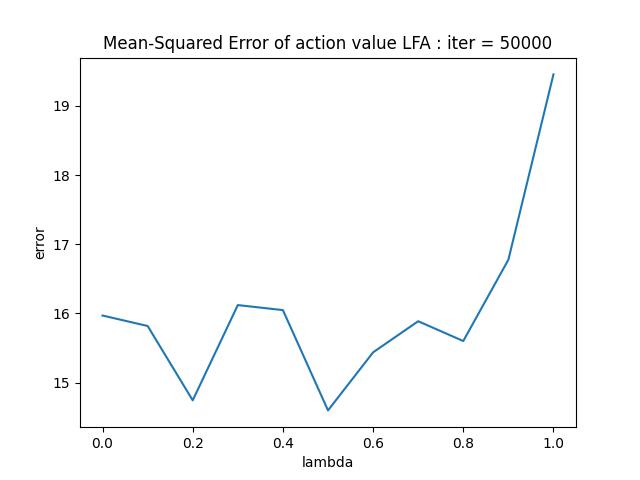 Mean-Squared Error of action value LFA : iter = 50000
19
18
17
16
15
error
0.0 0.2 0.4 0.6 0.8 1.0
lambda